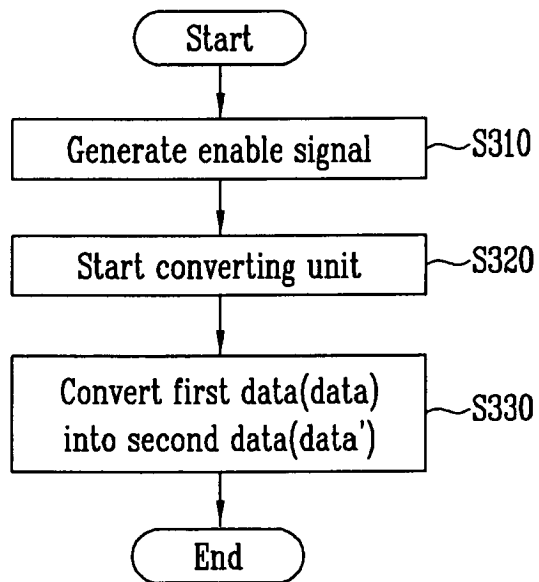 Start
Generate enable signal
S310
Start converting unit
S320
Convert first data(data)
into second data(data')
S330
End